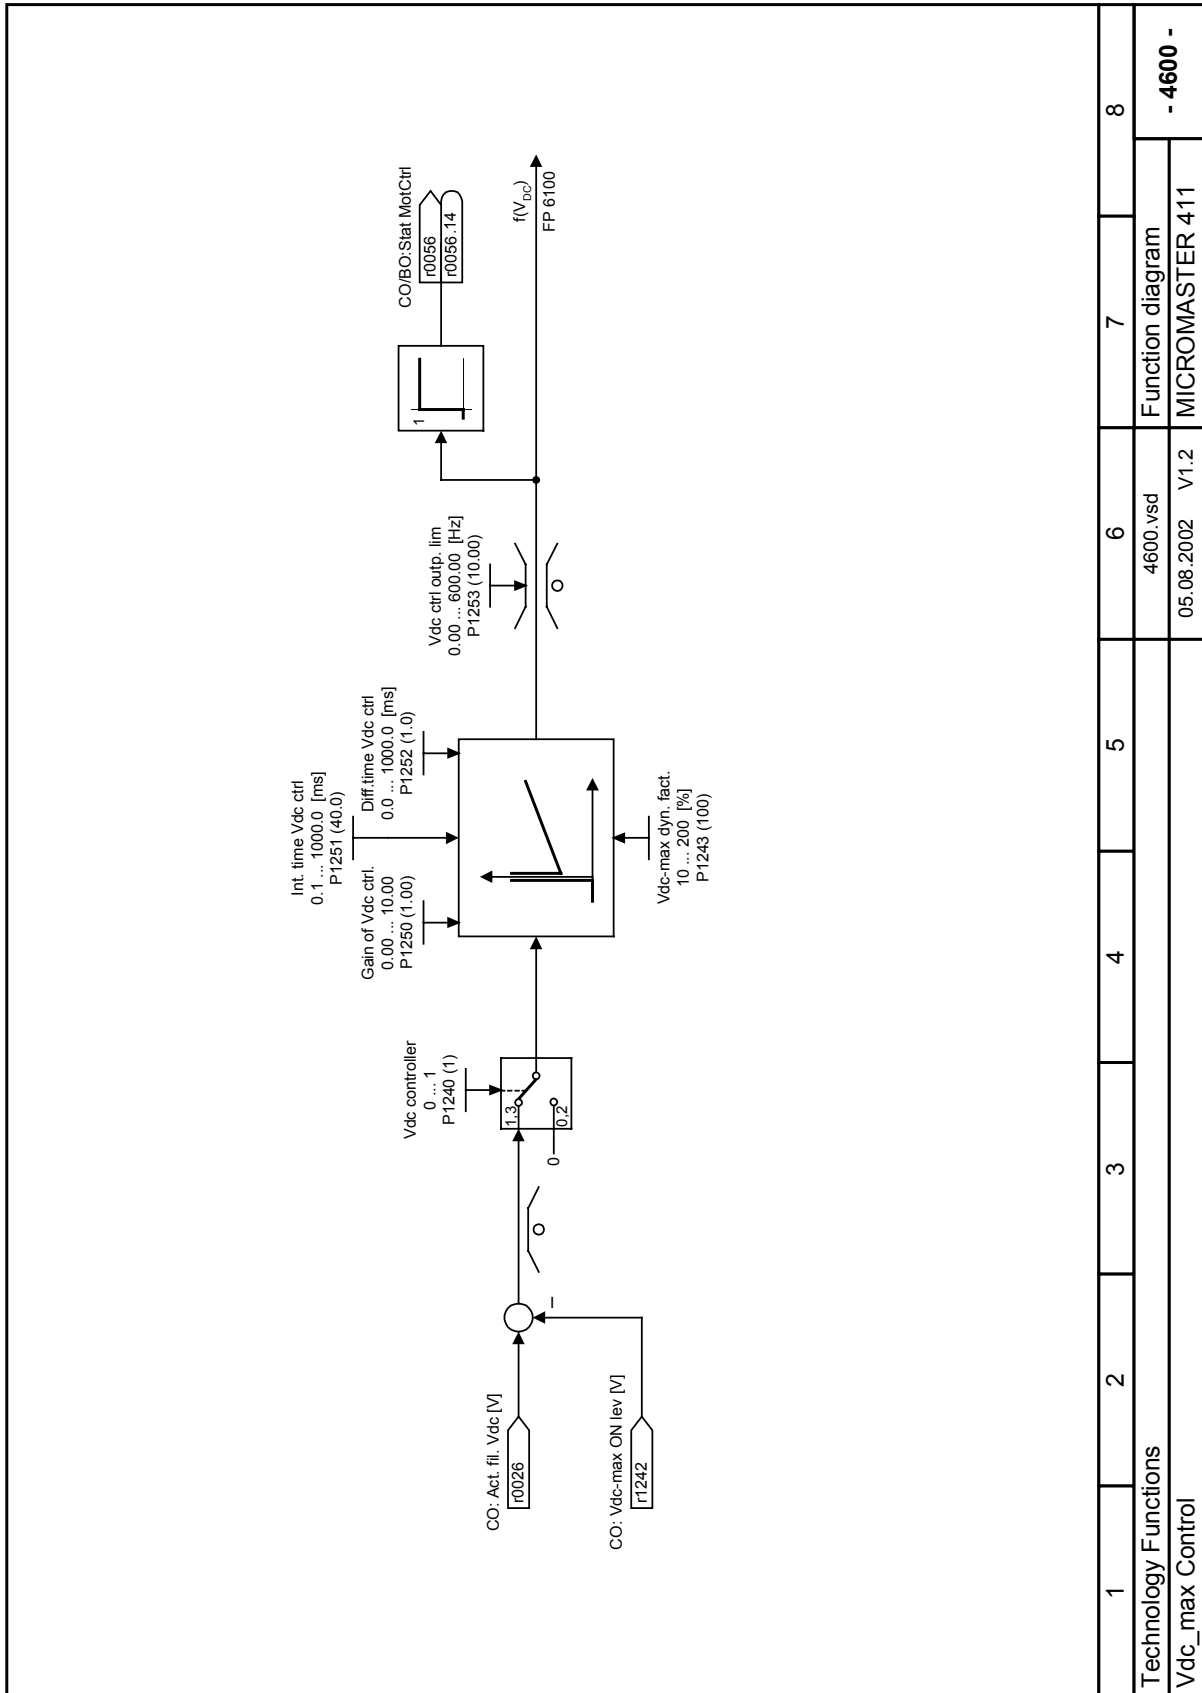 Int. time Vdc ctrl
0.1 ... 1000.0 [ms]
P1251 (40.0)
Gain of Vdc ctrl.
0.00 ... 10.00
P1250 (1.00)
Diff.time Vdc ctrl
0.0 ... 1000.0 [ms]
P1252 (1.0)
Vdc controller
0 ... 1
P1240 (1)
Vdc ctrl outp. lim
0.00 ... 600.00 [Hz]
P1253 (10.00)
CO/BO:Stat MotCtrl
r0056
r0056.14
1
CO: Act. fil. Vdc [V]
r0026
–
1,3
0
0,2
0
0
f(VDC)
FP 6100
CO: Vdc-max ON lev [V]
r1242
Vdc-max dyn. fact.
10 ... 200 [%]
P1243 (100)
1 2 3 4 5 6 7 8
Technology Functions 4600.vsd Function diagram
- 4600 -
Vdc_max Control 05.08.2002 V1.2 MICROMASTER 411